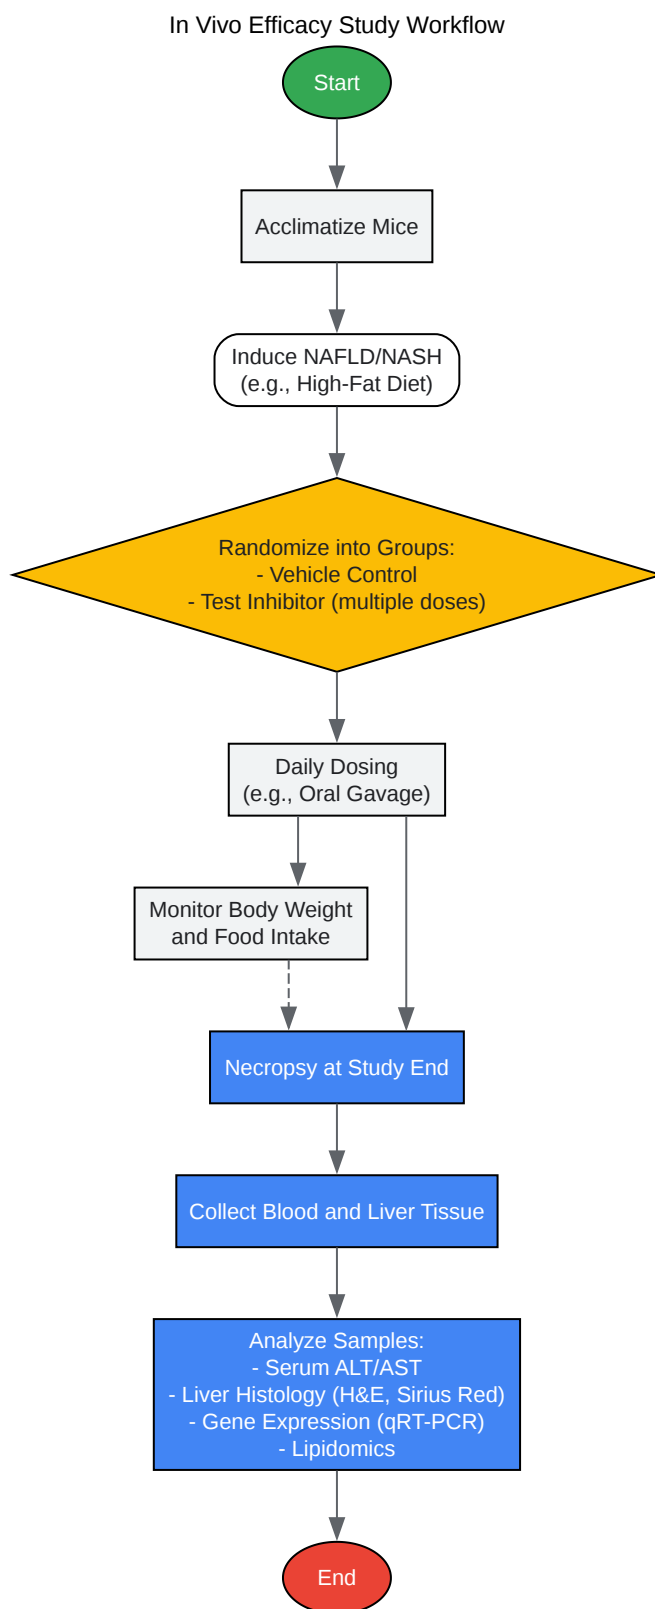 In Vivo Efficacy Study Workflow
Start
Acclimatize Mice
Induce NAFLD/NASH
(e.g., High-Fat Diet)
Randomize into Groups:
- Vehicle Control
- Test Inhibitor (multiple doses)
Daily Dosing
(e.g., Oral Gavage)
Monitor Body Weight
and Food Intake
Necropsy at Study End
Collect Blood and Liver Tissue
Analyze Samples:
- Serum ALT/AST
- Liver Histology (H&E, Sirius Red)
- Gene Expression (qRT-PCR)
- Lipidomics
End